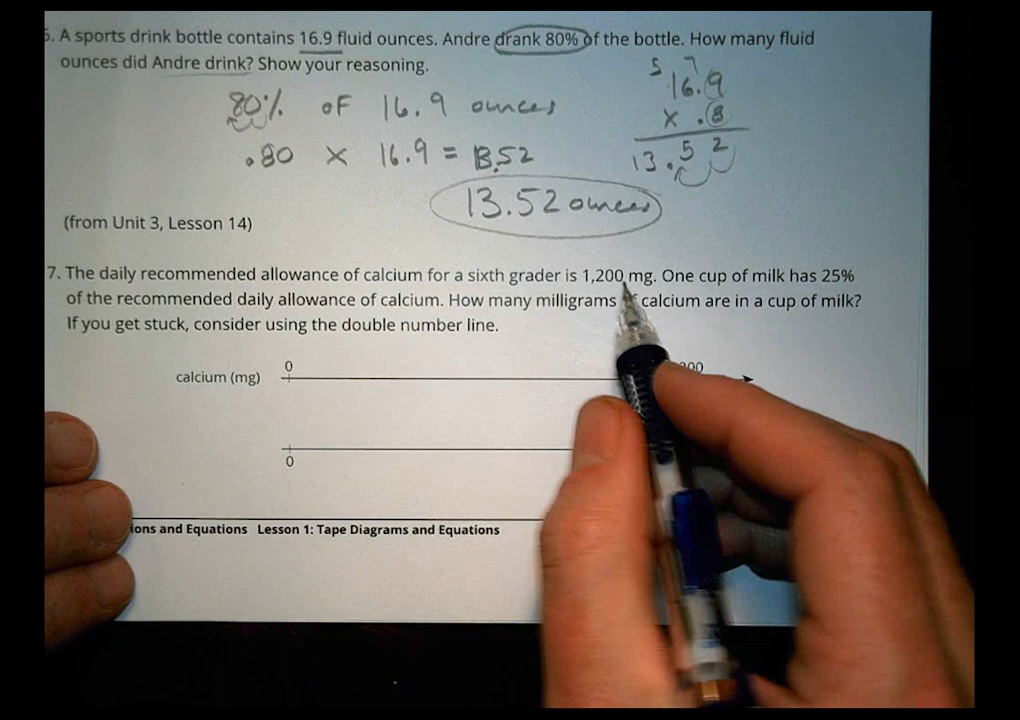 6. A sports drink bottle contains 16.9 fluid ounces. Andre drank 80% of the bottle. How many fluid
ounces did Andre drink? Show your reasoning.
5 7
16.9
x .8
13.52
80% of 16.9 ounces
.80 x 16.9 = 13.52
13.52 ounces
(from Unit 3, Lesson 14)
7. The daily recommended allowance of calcium for a sixth grader is 1,200 mg. One cup of milk has 25%
of the recommended daily allowance of calcium. How many milligrams calcium are in a cup of milk?
If you get stuck, consider using the double number line.
0
calcium (mg)
0
and Equations Lesson 1: Tape Diagrams and Equations